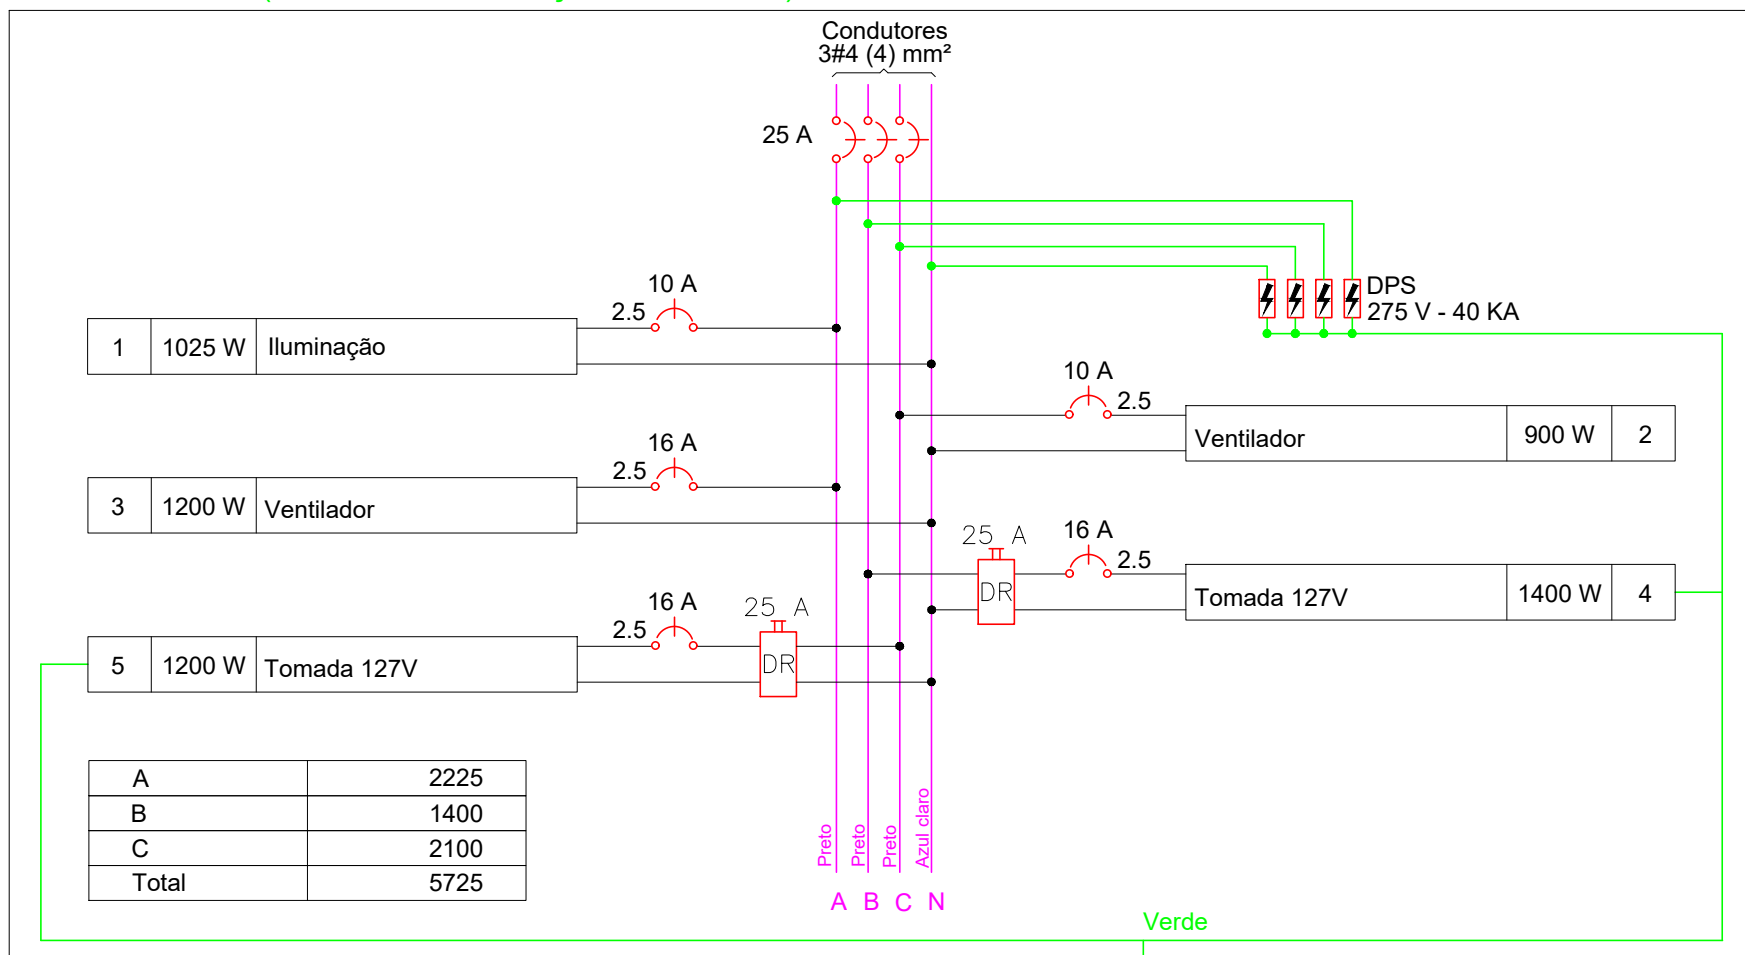 Condutores
3#4 (4) mm²
25 A
DPS
275 V - 40 KA
10 A
2.5
1 1025 W Iluminação
10 A
2.5
Ventilador 900 W 2
16 A
2.5
3 1200 W Ventilador
25 A
16 A
2.5
DR
Tomada 127V 1400 W 4
16 A
25 A
2.5
DR
5 1200 W Tomada 127V
A 2225
B 1400
C 2100
Total 5725
Preto
Preto
Preto
Azul claro
A B C N
Verde